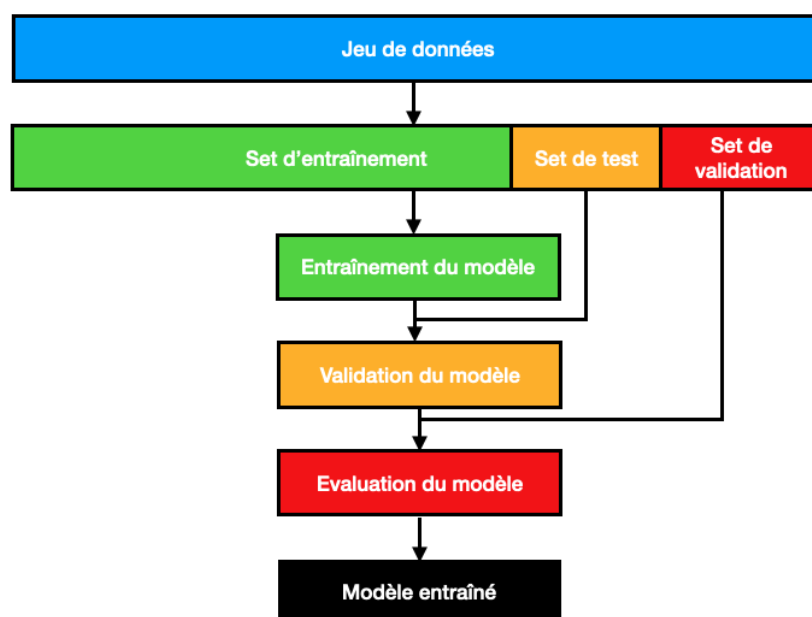 Jeu de données
Set d'entraînement
Set de test
Set de
validation
Entraînement du modèle
Validation du modèle
Evaluation du modèle
Modèle entraîné